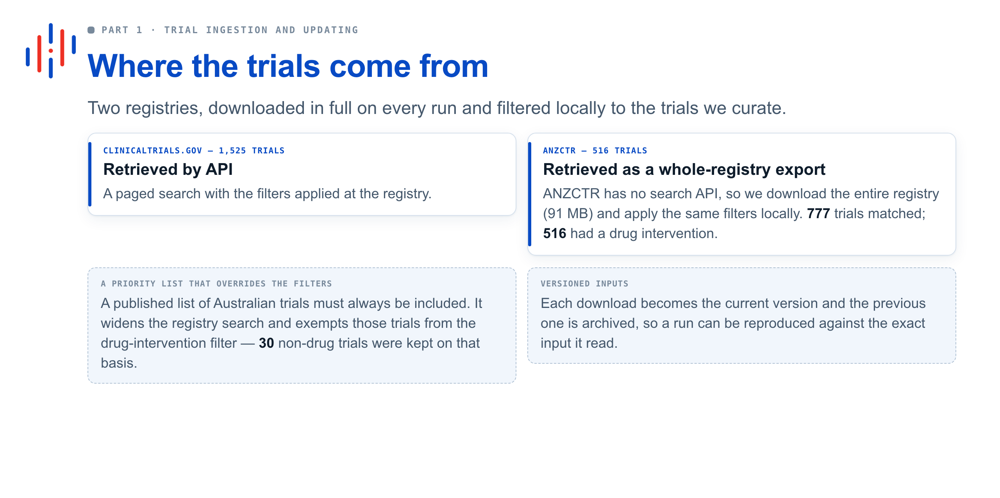 PART 1 · TRIAL INGESTION AND UPDATING
Where the trials come from
Two registries, downloaded in full on every run and filtered locally to the trials we curate.
CLINICALTRIALS.GOV — 1,525 TRIALS
Retrieved by API
A paged search with the filters applied at the registry.
ANZCTR — 516 TRIALS
Retrieved as a whole-registry export
ANZCTR has no search API, so we download the entire registry
(91 MB) and apply the same filters locally. 777 trials matched;
516 had a drug intervention.
A PRIORITY LIST THAT OVERRIDES THE FILTERS
A published list of Australian trials must always be included. It
widens the registry search and exempts those trials from the
drug-intervention filter — 30 non-drug trials were kept on that
basis.
VERSIONED INPUTS
Each download becomes the current version and the previous
one is archived, so a run can be reproduced against the exact
input it read.